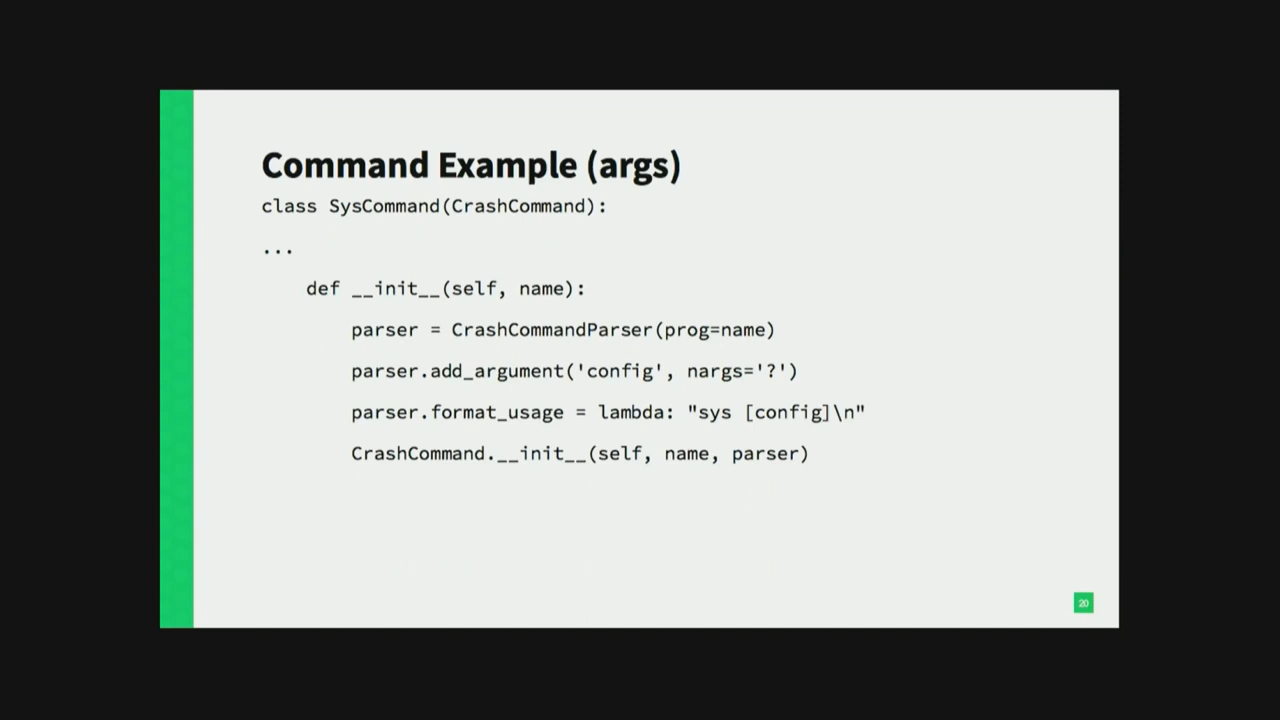 Command Example (args)
class SysCommand(CrashCommand):
...
    def __init__(self, name):
        parser = CrashCommandParser(prog=name)
        parser.add_argument('config', nargs='?')
        parser.format_usage = lambda: "sys [config]\n"
        CrashCommand.__init__(self, name, parser)
20